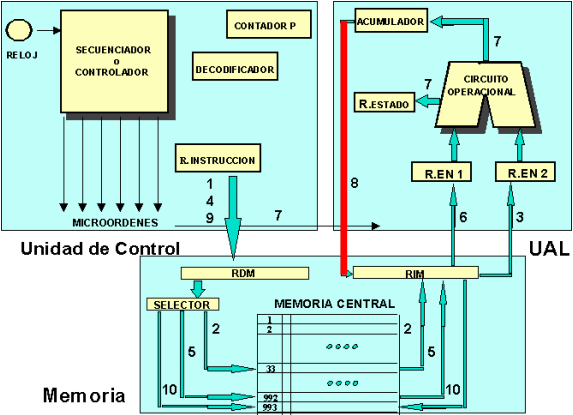 RELOJ
SECUENCIADOR
O
CONTROLADOR
CONTADOR P
DECODIFICADOR
R.INSTRUCCION
1
4
9
7
MICROORDENES
Unidad de Control
ACUMULADOR
7
7
R.ESTADO
CIRCUITO
OPERACIONAL
R.EN 1
R.EN 2
8
6
3
UAL
RDM
RIM
SELECTOR
MEMORIA CENTRAL
1
2
2
5
10
33
992
993
2
5
10
Memoria